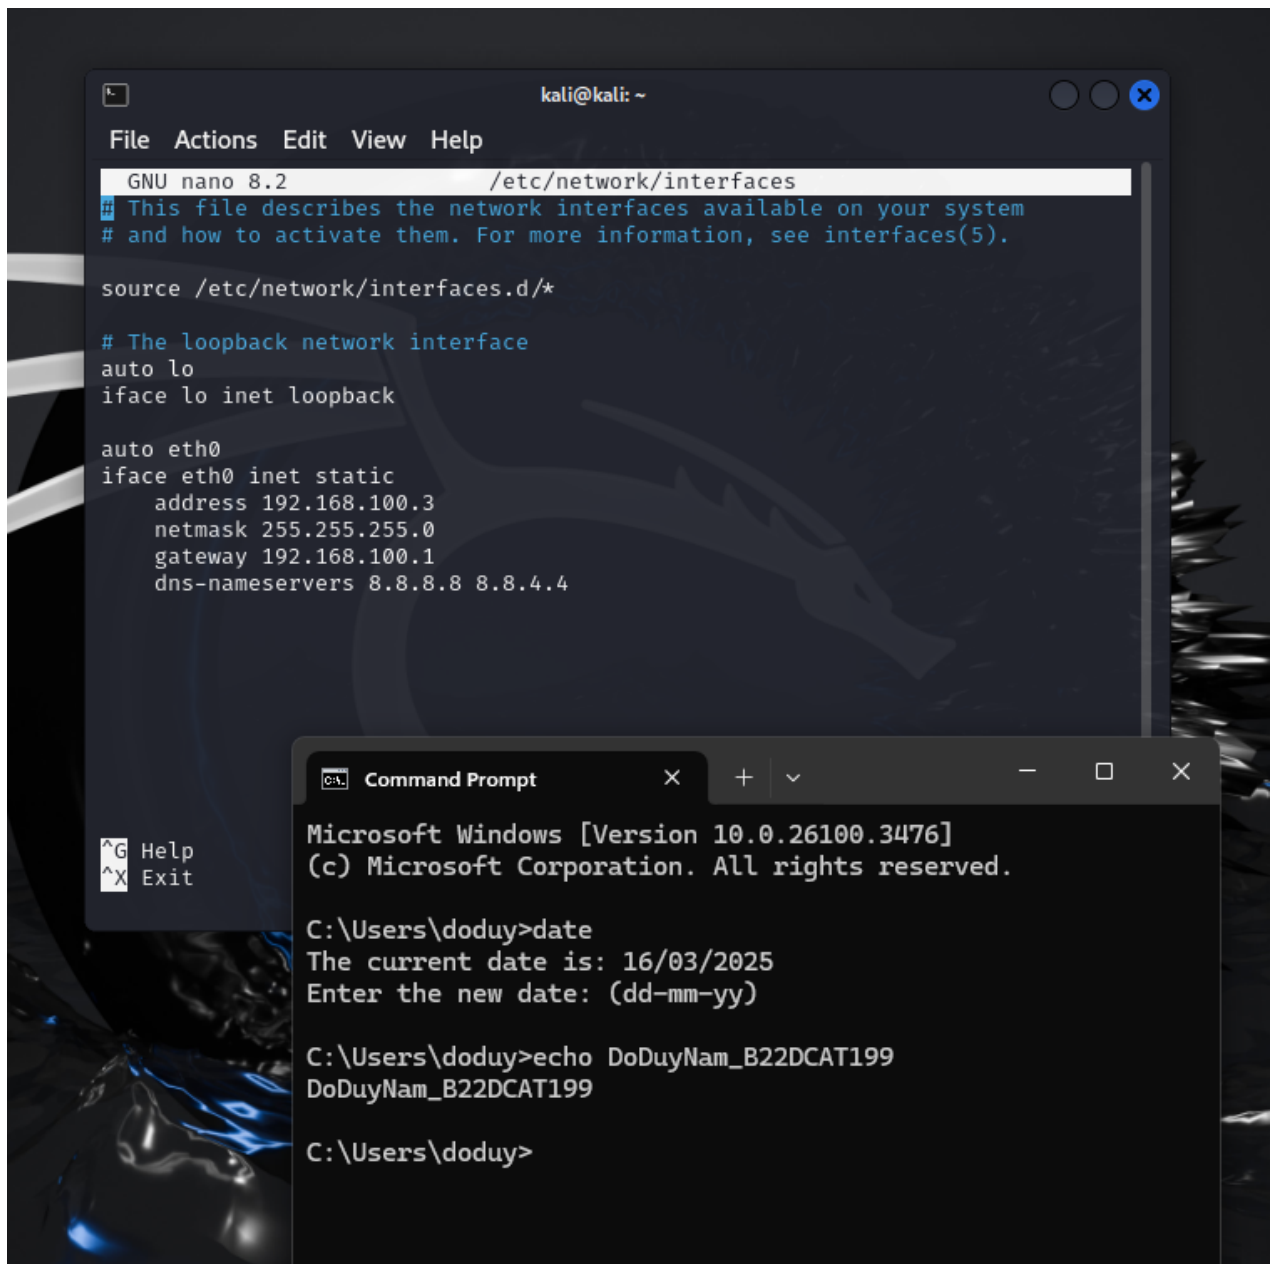 kali@kali: ~
File Actions Edit View Help
GNU nano 8.2 /etc/network/interfaces
# This file describes the network interfaces available on your system
# and how to activate them. For more information, see interfaces(5).
source /etc/network/interfaces.d/*
# The loopback network interface
auto lo
iface lo inet loopback
auto eth0
iface eth0 inet static
address 192.168.100.3
netmask 255.255.255.0
gateway 192.168.100.1
dns-nameservers 8.8.8.8 8.8.4.4
^G Help
^X Exit
Command Prompt
Microsoft Windows [Version 10.0.26100.3476]
(c) Microsoft Corporation. All rights reserved.
C:\Users\doduy>date
The current date is: 16/03/2025
Enter the new date: (dd-mm-yy)
C:\Users\doduy>echo DoDuyNam_B22DCAT199
DoDuyNam_B22DCAT199
C:\Users\doduy>